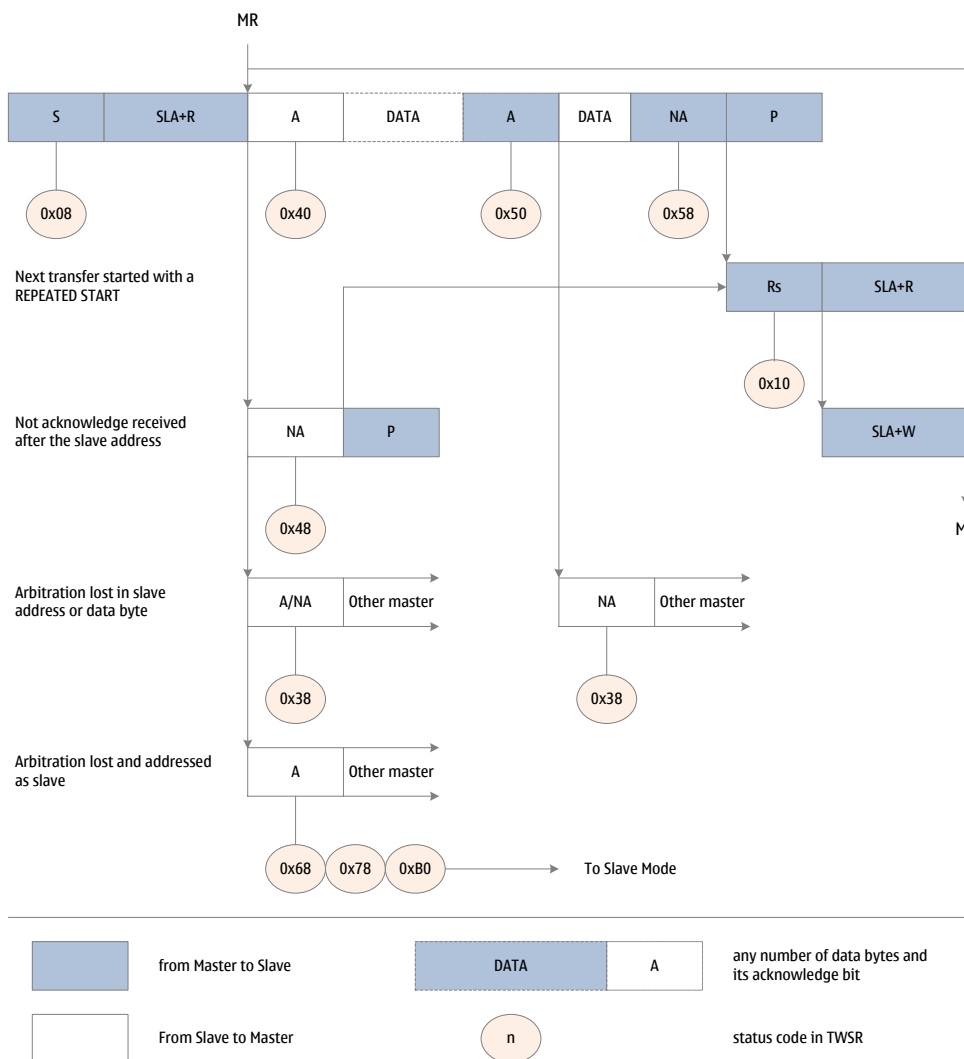 MR
S SLA+R A DATA A DATA NA P
0x08 0x40 0x50 0x58
Next transfer started with a
REPEATED START
Rs SLA+R
0x10
Not acknowledge received
after the slave address
NA P
SLA+W
0x48
M
Arbitration lost in slave
address or data byte
A/NA Other master
NA Other master
0x38 0x38
Arbitration lost and addressed
as slave
A Other master
0x68 0x78 0xB0 To Slave Mode
from Master to Slave
DATA A
any number of data bytes and
its acknowledge bit
From Slave to Master
n
status code in TWSR